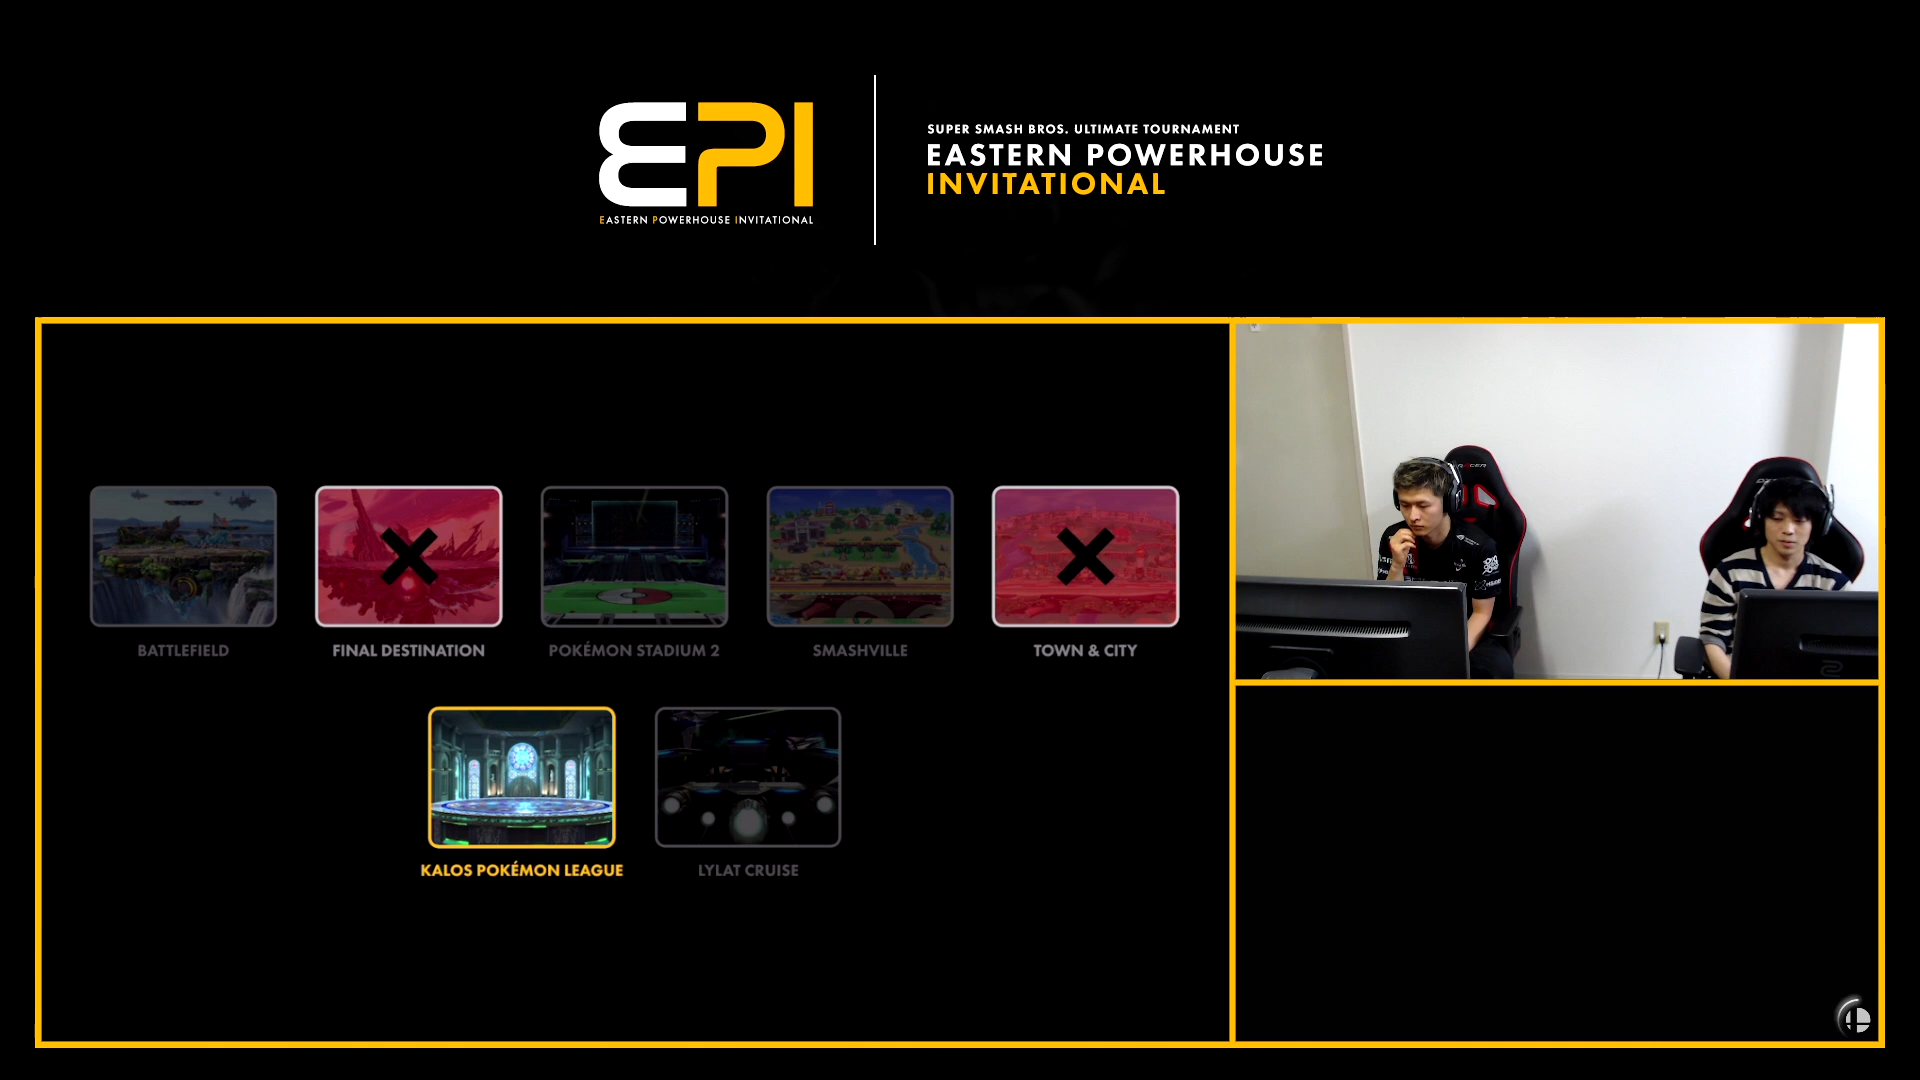 EPI
EASTERN POWERHOUSE INVITATIONAL
SUPER SMASH BROS. ULTIMATE TOURNAMENT
EASTERN POWERHOUSE
INVITATIONAL
BATTLEFIELD
FINAL DESTINATION
POKÉMON STADIUM 2
SMASHVILLE
TOWN & CITY
KALOS POKÉMON LEAGUE
LYLAT CRUISE